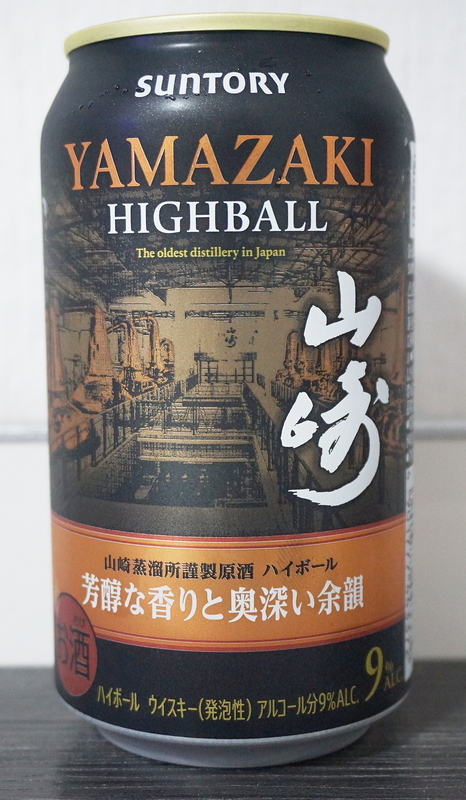 SUNTORY
YAMAZAKI
HIGHBALL
The oldest distillery in Japan
山崎
山崎蒸溜所謹製原酒 ハイボール
芳醇な香りと奥深い余韻
お酒
ハイボール ウイスキー(発泡性) アルコール分9%ALC.
9% ALC.